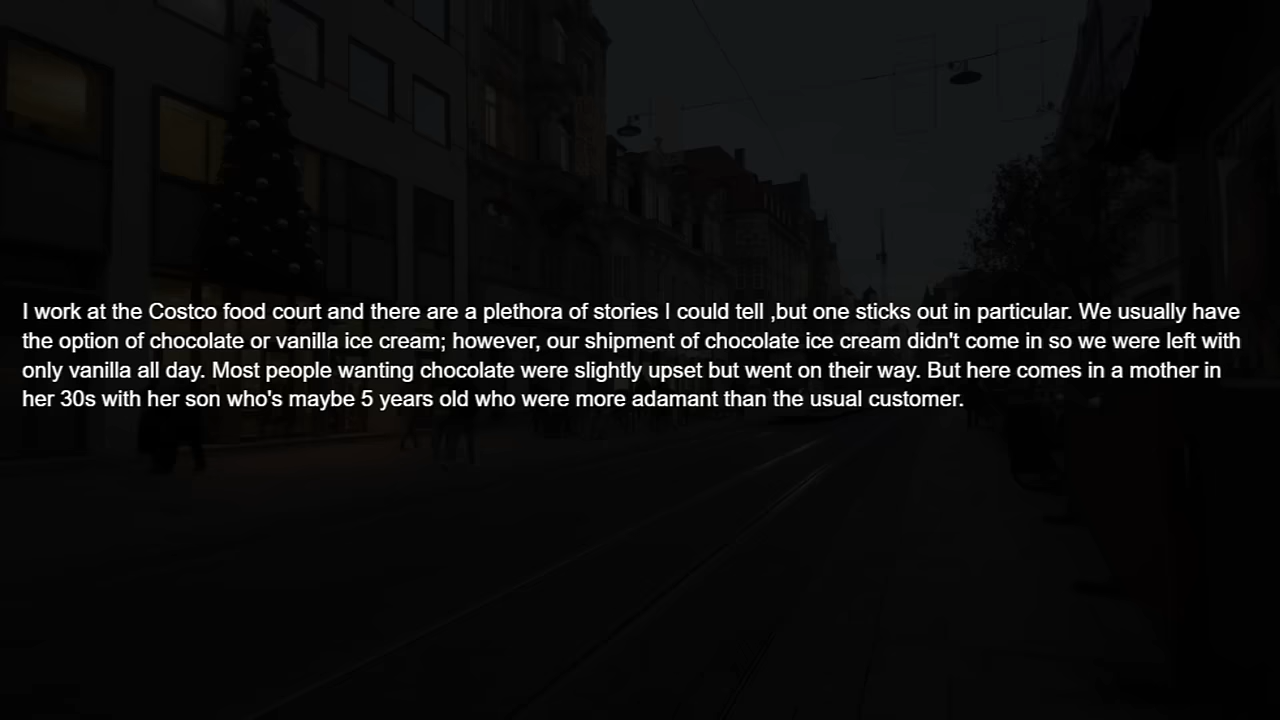 I work at the Costco food court and there are a plethora of stories I could tell ,but one sticks out in particular. We usually have
the option of chocolate or vanilla ice cream; however, our shipment of chocolate ice cream didn't come in so we were left with
only vanilla all day. Most people wanting chocolate were slightly upset but went on their way. But here comes in a mother in
her 30s with her son who's maybe 5 years old who were more adamant than the usual customer.